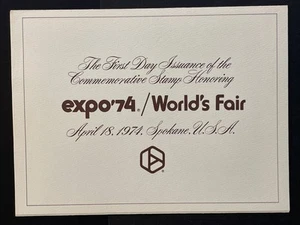 The First Day Issuance of the
Commemorative Stamp Honoring
expo'74. / World's Fair
April 18, 1974, Spokane, U.S.A.